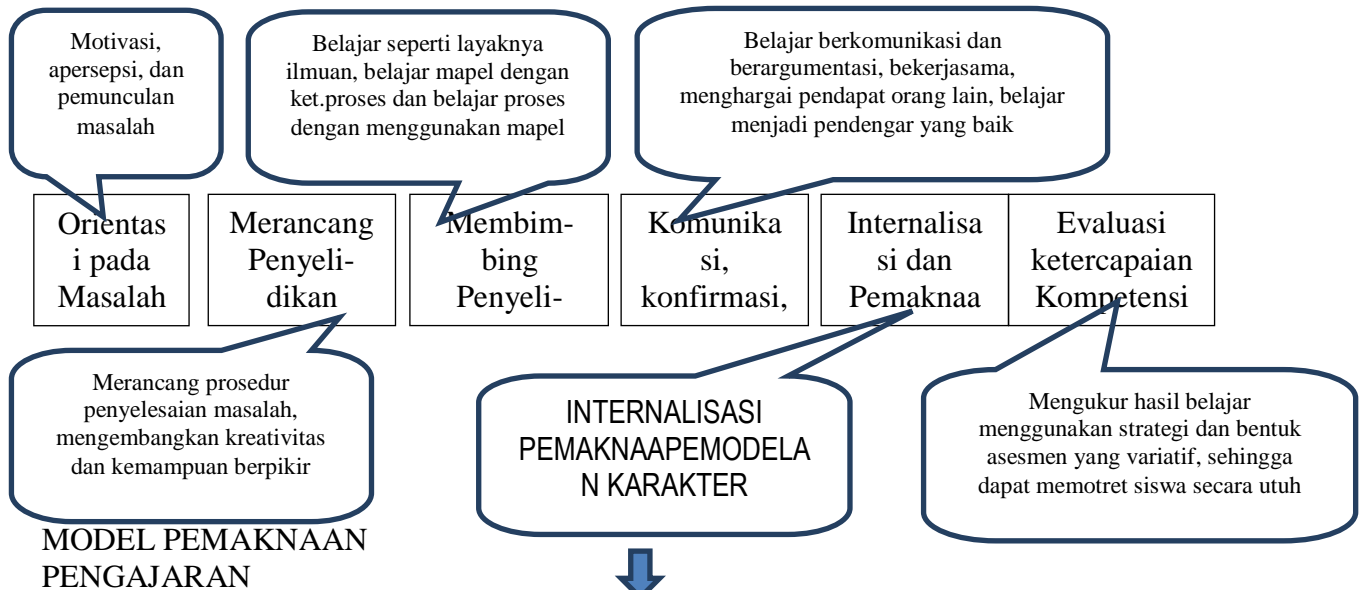 Motivasi,
apersepsi, dan
pemunculan
masalah
Belajar seperti layaknya
ilmuan, belajar mapel dengan
ket.proses dan belajar proses
dengan menggunakan mapel
Belajar berkomunikasi dan
berargumentasi, bekerjasama,
menghargai pendapat orang lain, belajar
menjadi pendengar yang baik
Orientas
i pada
Masalah
Merancang
Penyeli-
dikan
Membim-
bing
Penyeli-
Komunika
si,
konfirmasi,
Internalisa
si dan
Pemaknaa
Evaluasi
ketercapaian
Kompetensi
Merancang prosedur
penyelesaian masalah,
mengembangkan kreativitas
dan kemampuan berpikir
INTERNALISASI
PEMAKNAAPEMODELA
N KARAKTER
Mengukur hasil belajar
menggunakan strategi dan bentuk
asesmen yang variatif, sehingga
dapat memotret siswa secara utuh
MODEL PEMAKNAAN
PENGAJARAN